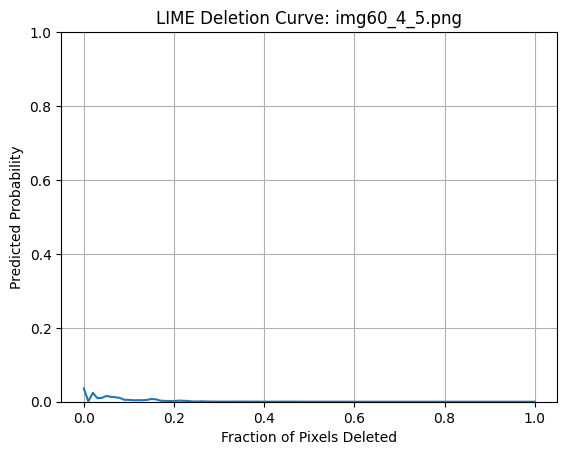 LIME Deletion Curve: img60_4_5.png
1.0
0.8
0.6
0.4
0.2
0.0
Predicted Probability
0.0 0.2 0.4 0.6 0.8 1.0
Fraction of Pixels Deleted